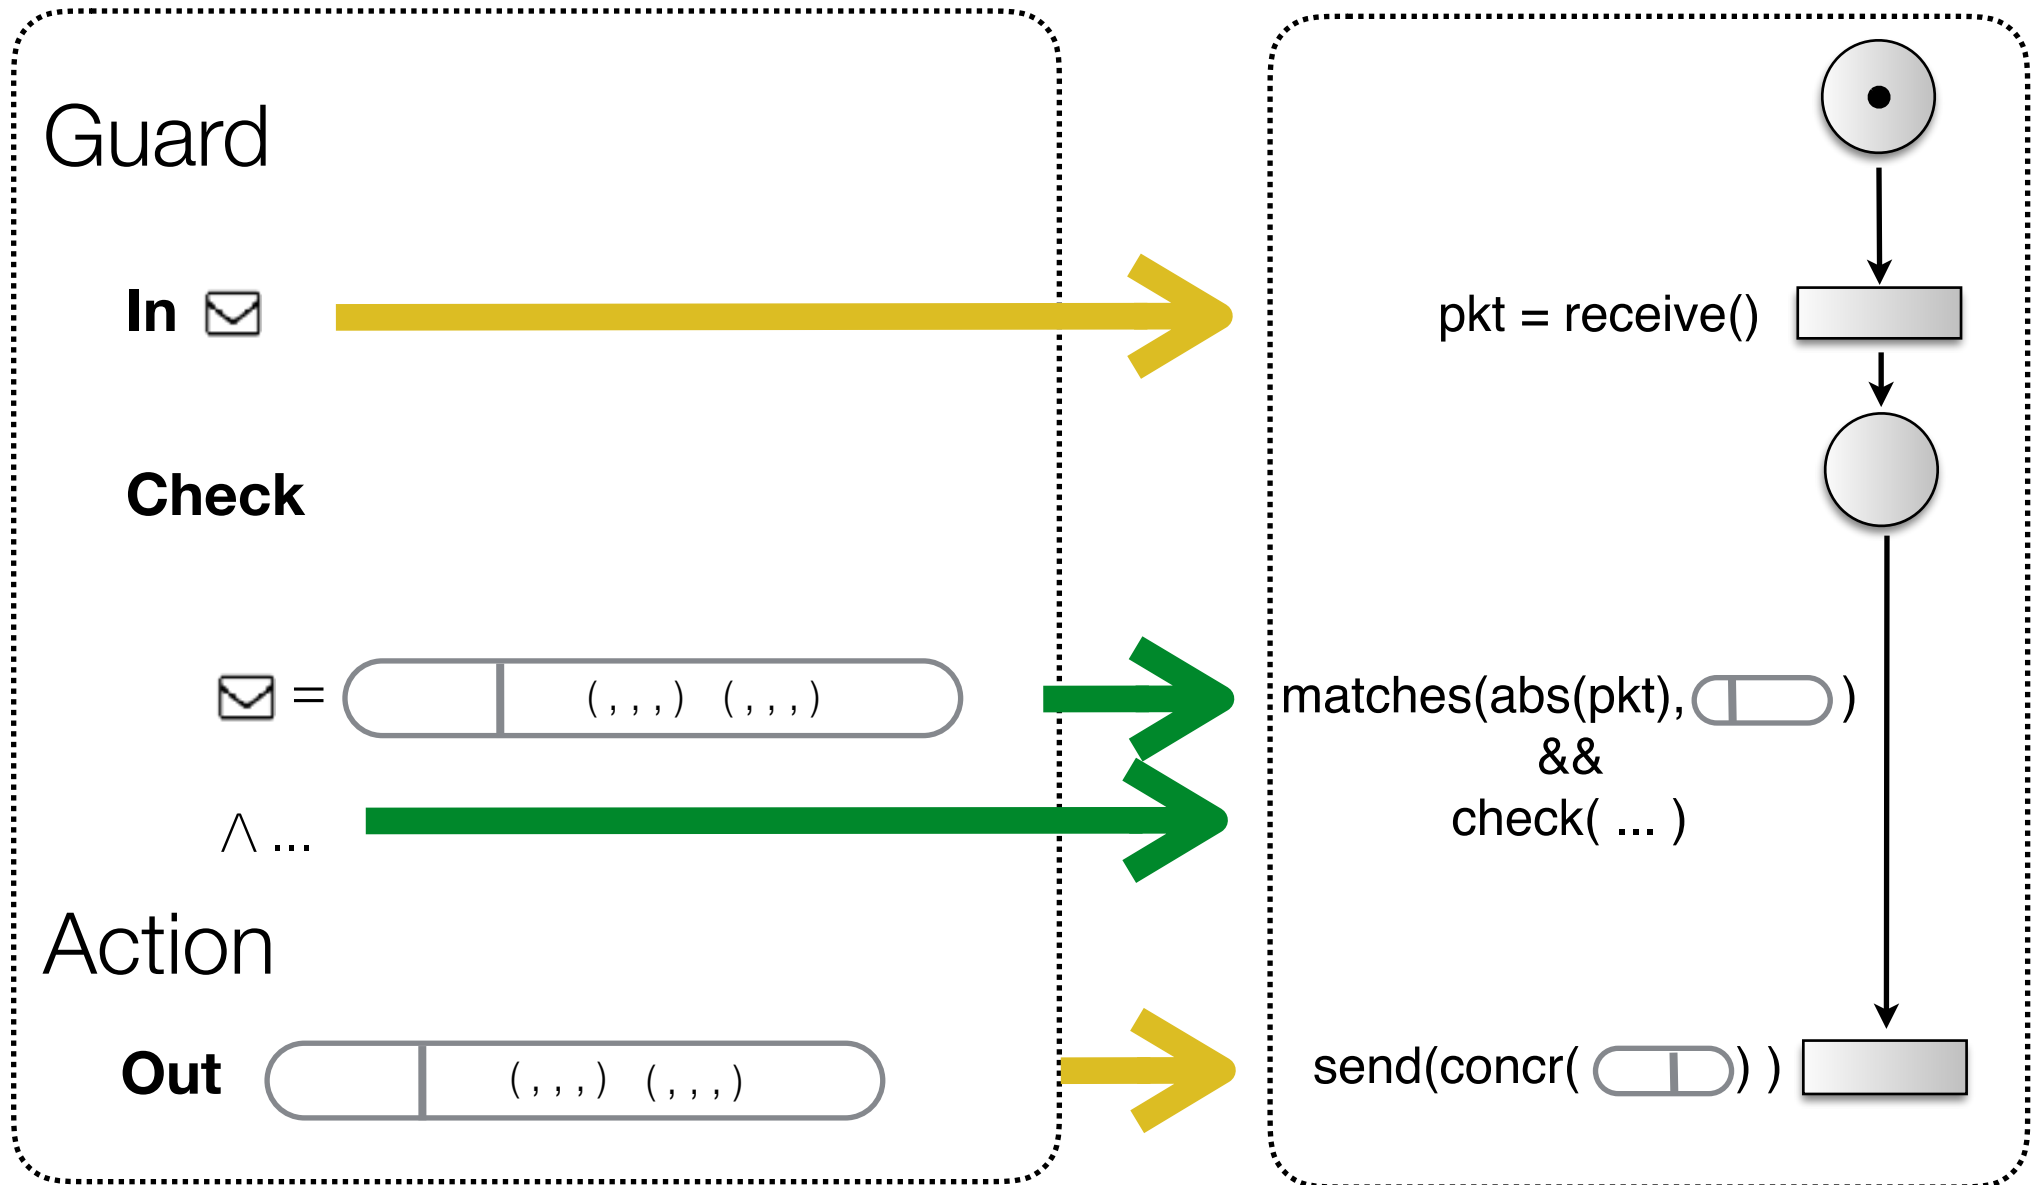 Guard
In
pkt = receive()
Check
= ( , , , ) ( , , , )
matches(abs(pkt), )
&&
∧ ...
check( ... )
Action
Out ( , , , ) ( , , , )
send(concr( ) )